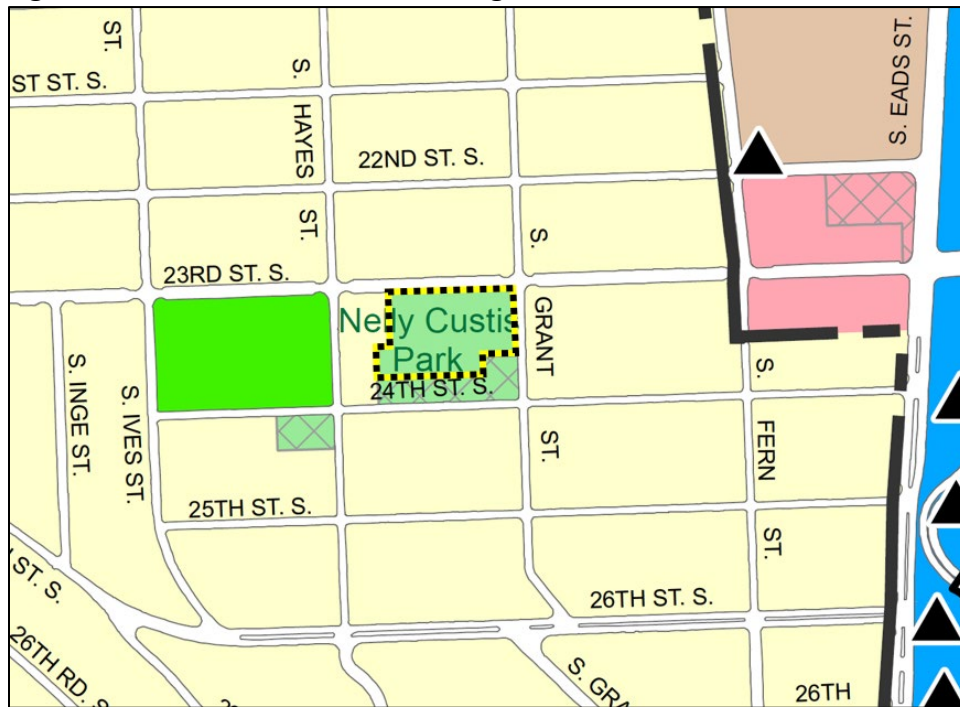 ST.
ST ST. S.
S.
HAYES
ST.
22ND ST. S.
S. EADS ST.
23RD ST. S.
S.
GRANT
ST.
Nelly Custis
Park
24TH ST. S.
S. INGE ST.
S. IVES ST.
25TH ST. S.
S.
FERN
ST.
26TH ST. S.
ST. S.
26TH RD. S.
S. GRA
26TH